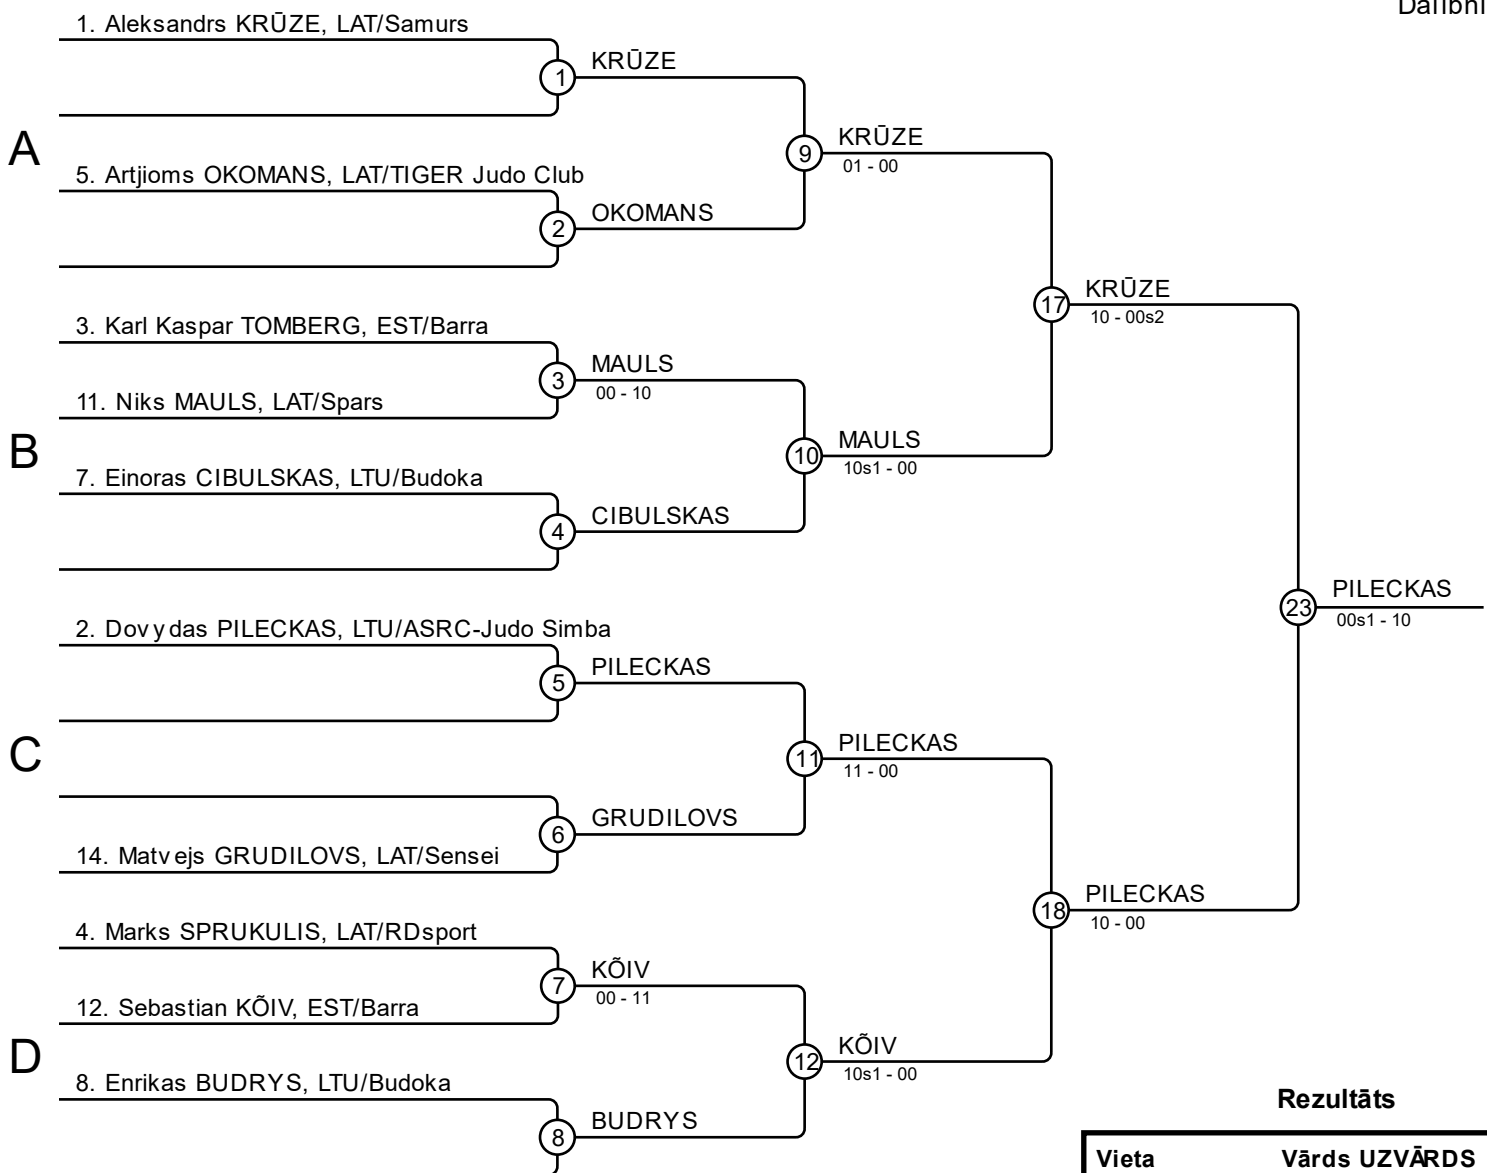 Dalībni
1. Aleksandrs KRŪZE, LAT/Samurs
1
KRŪZE
A
9
KRŪZE
01 - 00
5. Artjioms OKOMANS, LAT/TIGER Judo Club
2
OKOMANS
17
KRŪZE
10 - 00s2
3. Karl Kaspar TOMBERG, EST/Barra
3
MAULS
00 - 10
11. Niks MAULS, LAT/Spars
B
10
MAULS
10s1 - 00
7. Einoras CIBULSKAS, LTU/Budoka
4
CIBULSKAS
23
PILECKAS
00s1 - 10
2. Dovydas PILECKAS, LTU/ASRC-Judo Simba
5
PILECKAS
C
11
PILECKAS
11 - 00
6
GRUDILOVS
14. Matvejs GRUDILOVS, LAT/Sensei
18
PILECKAS
10 - 00
4. Marks SPRUKULIS, LAT/RDsport
7
KÕIV
00 - 11
12. Sebastian KÕIV, EST/Barra
D
12
KÕIV
10s1 - 00
8. Enrikas BUDRYS, LTU/Budoka
8
BUDRYS
Rezultāts
Vieta Vārds UZVĀRDS